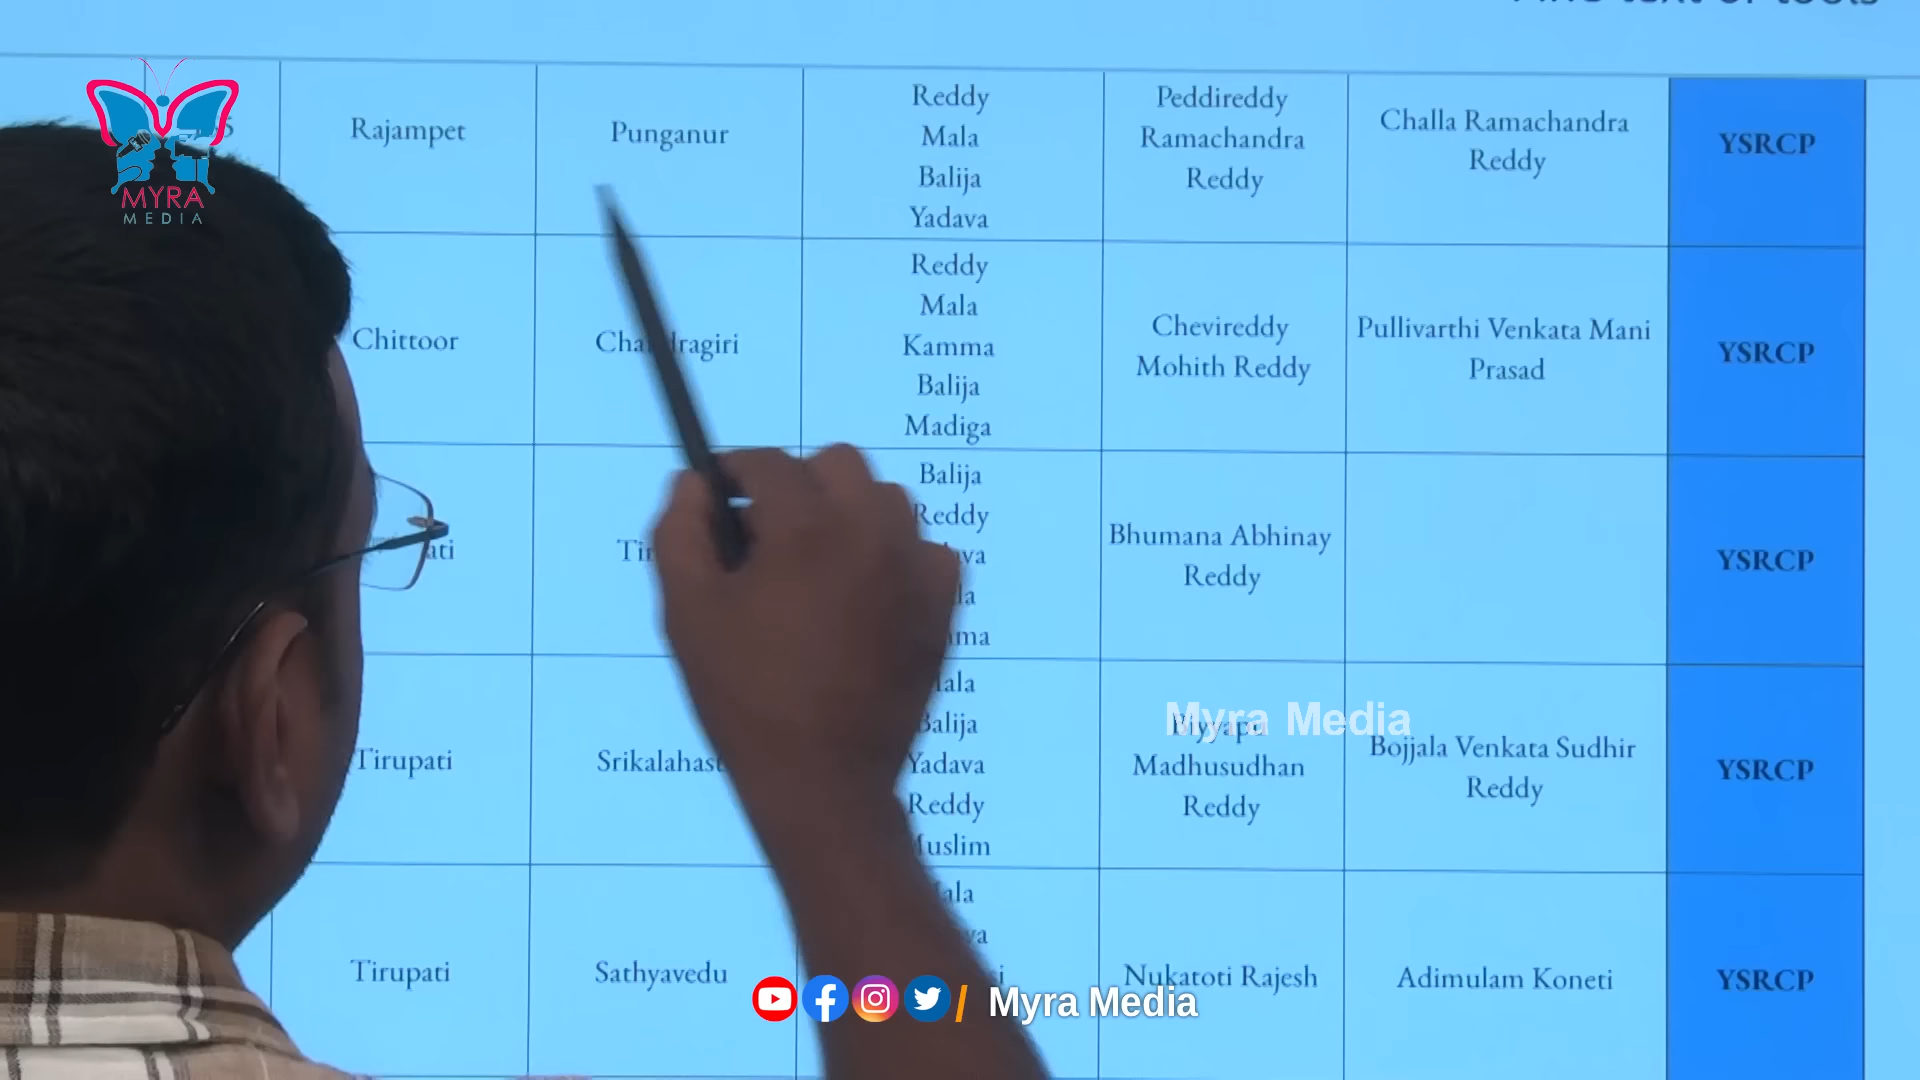 MYRA
MEDIA
Rajampet
Punganur
Reddy
Mala
Balija
Yadava
Peddireddy
Ramachandra
Reddy
Challa Ramachandra
Reddy
YSRCP
Chittoor
Reddy
Mala
Kamma
Balija
Madiga
Chevireddy
Mohith Reddy
Pullivarthi Venkata Mani
Prasad
YSRCP
Balija
Reddy
Bhumana Abhinay
Reddy
YSRCP
Tirupati
Balija
Yadava
Reddy
Madhusudhan
Reddy
Bojjala Venkata Sudhir
Reddy
YSRCP
Myra Media
Tirupati
Sathyavedu
Nukatoti Rajesh
Adimulam Koneti
YSRCP
/ Myra Media